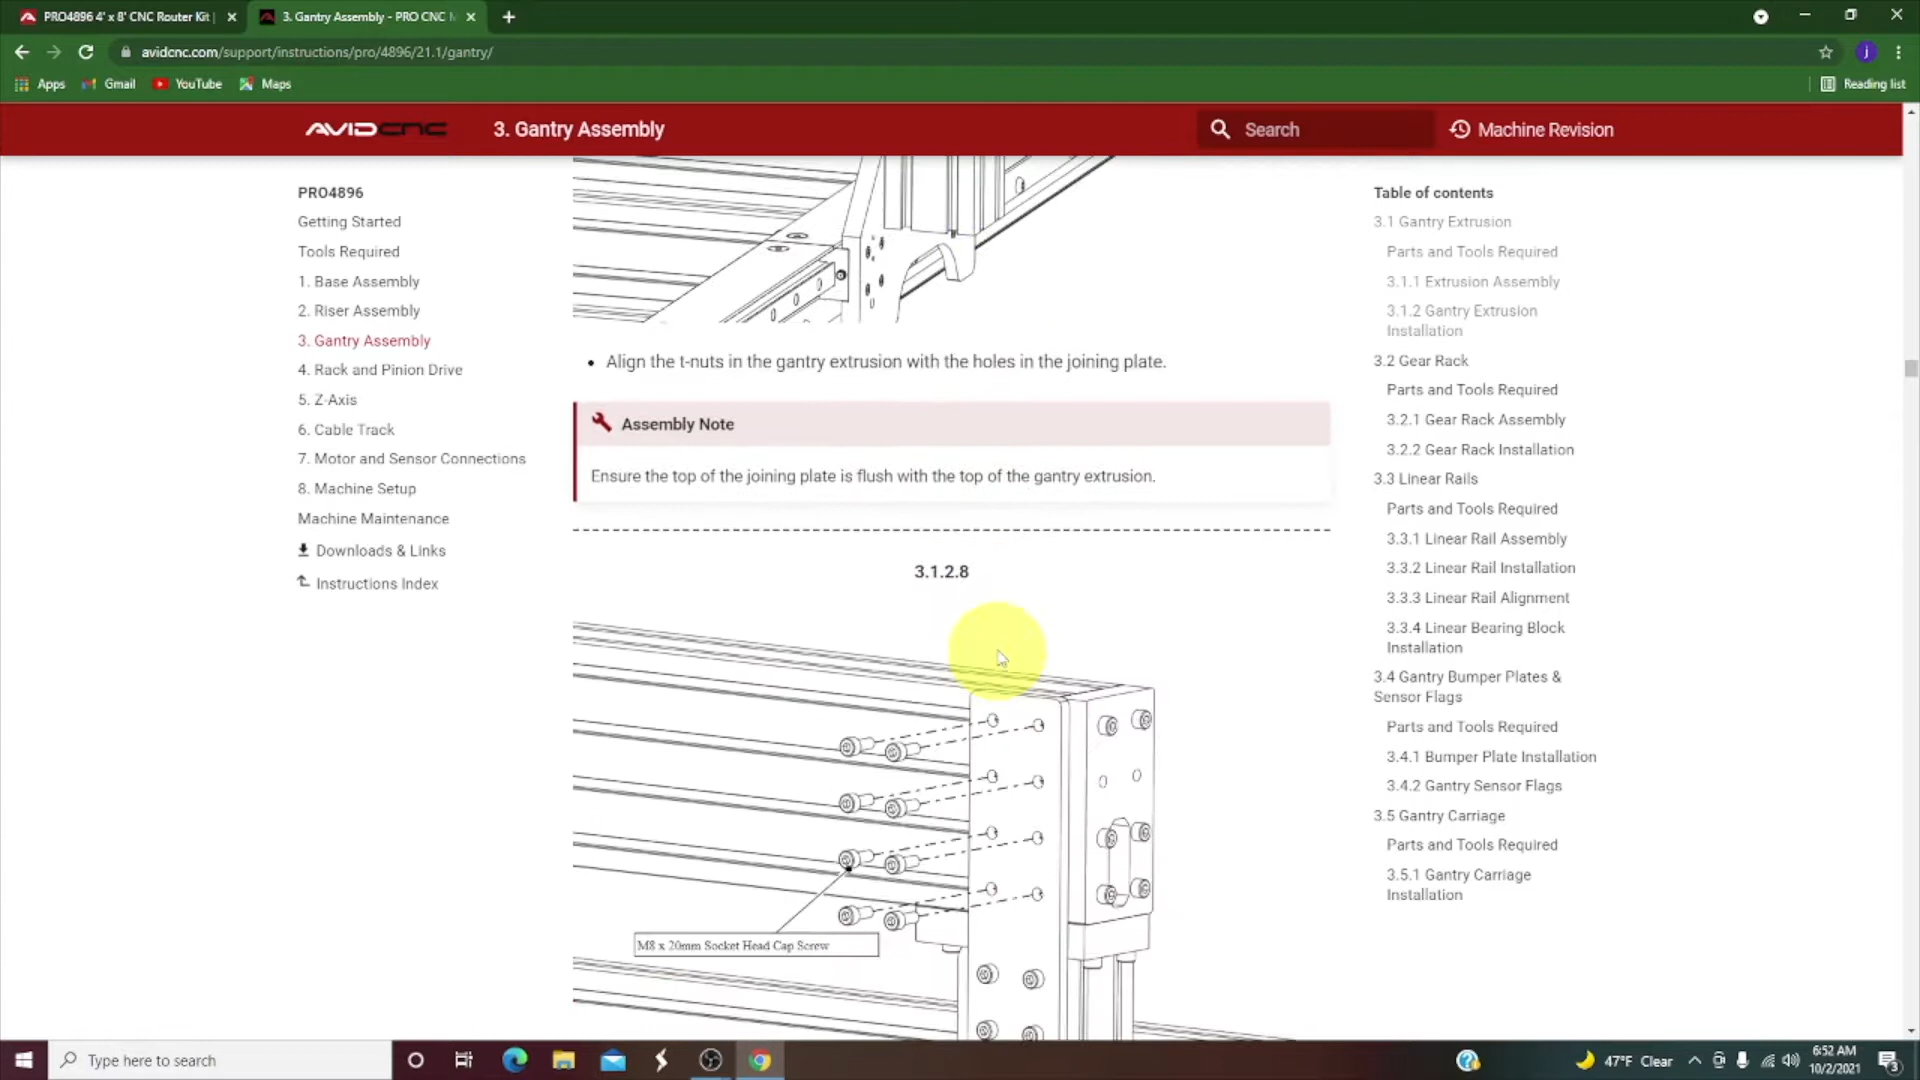 PRO4896 4' x 8' CNC Router Kit |
3. Gantry Assembly - PRO CNC M
avidcnc.com/support/instructions/pro/4896/21.1/gantry/
j
Apps
Gmail
YouTube
Maps
Reading list
AVIDCNC
3. Gantry Assembly
Search
Machine Revision
PRO4896
Getting Started
Tools Required
1. Base Assembly
2. Riser Assembly
3. Gantry Assembly
4. Rack and Pinion Drive
5. Z-Axis
6. Cable Track
7. Motor and Sensor Connections
8. Machine Setup
Machine Maintenance
Downloads & Links
Instructions Index
• Align the t-nuts in the gantry extrusion with the holes in the joining plate.
Assembly Note
Ensure the top of the joining plate is flush with the top of the gantry extrusion.
3.1.2.8
M8 x 20mm Socket Head Cap Screw
Table of contents
3.1 Gantry Extrusion
Parts and Tools Required
3.1.1 Extrusion Assembly
3.1.2 Gantry Extrusion
Installation
3.2 Gear Rack
Parts and Tools Required
3.2.1 Gear Rack Assembly
3.2.2 Gear Rack Installation
3.3 Linear Rails
Parts and Tools Required
3.3.1 Linear Rail Assembly
3.3.2 Linear Rail Installation
3.3.3 Linear Rail Alignment
3.3.4 Linear Bearing Block
Installation
3.4 Gantry Bumper Plates &
Sensor Flags
Parts and Tools Required
3.4.1 Bumper Plate Installation
3.4.2 Gantry Sensor Flags
3.5 Gantry Carriage
Parts and Tools Required
3.5.1 Gantry Carriage
Installation
Type here to search
47°F Clear
6:52 AM
10/2/2021
3